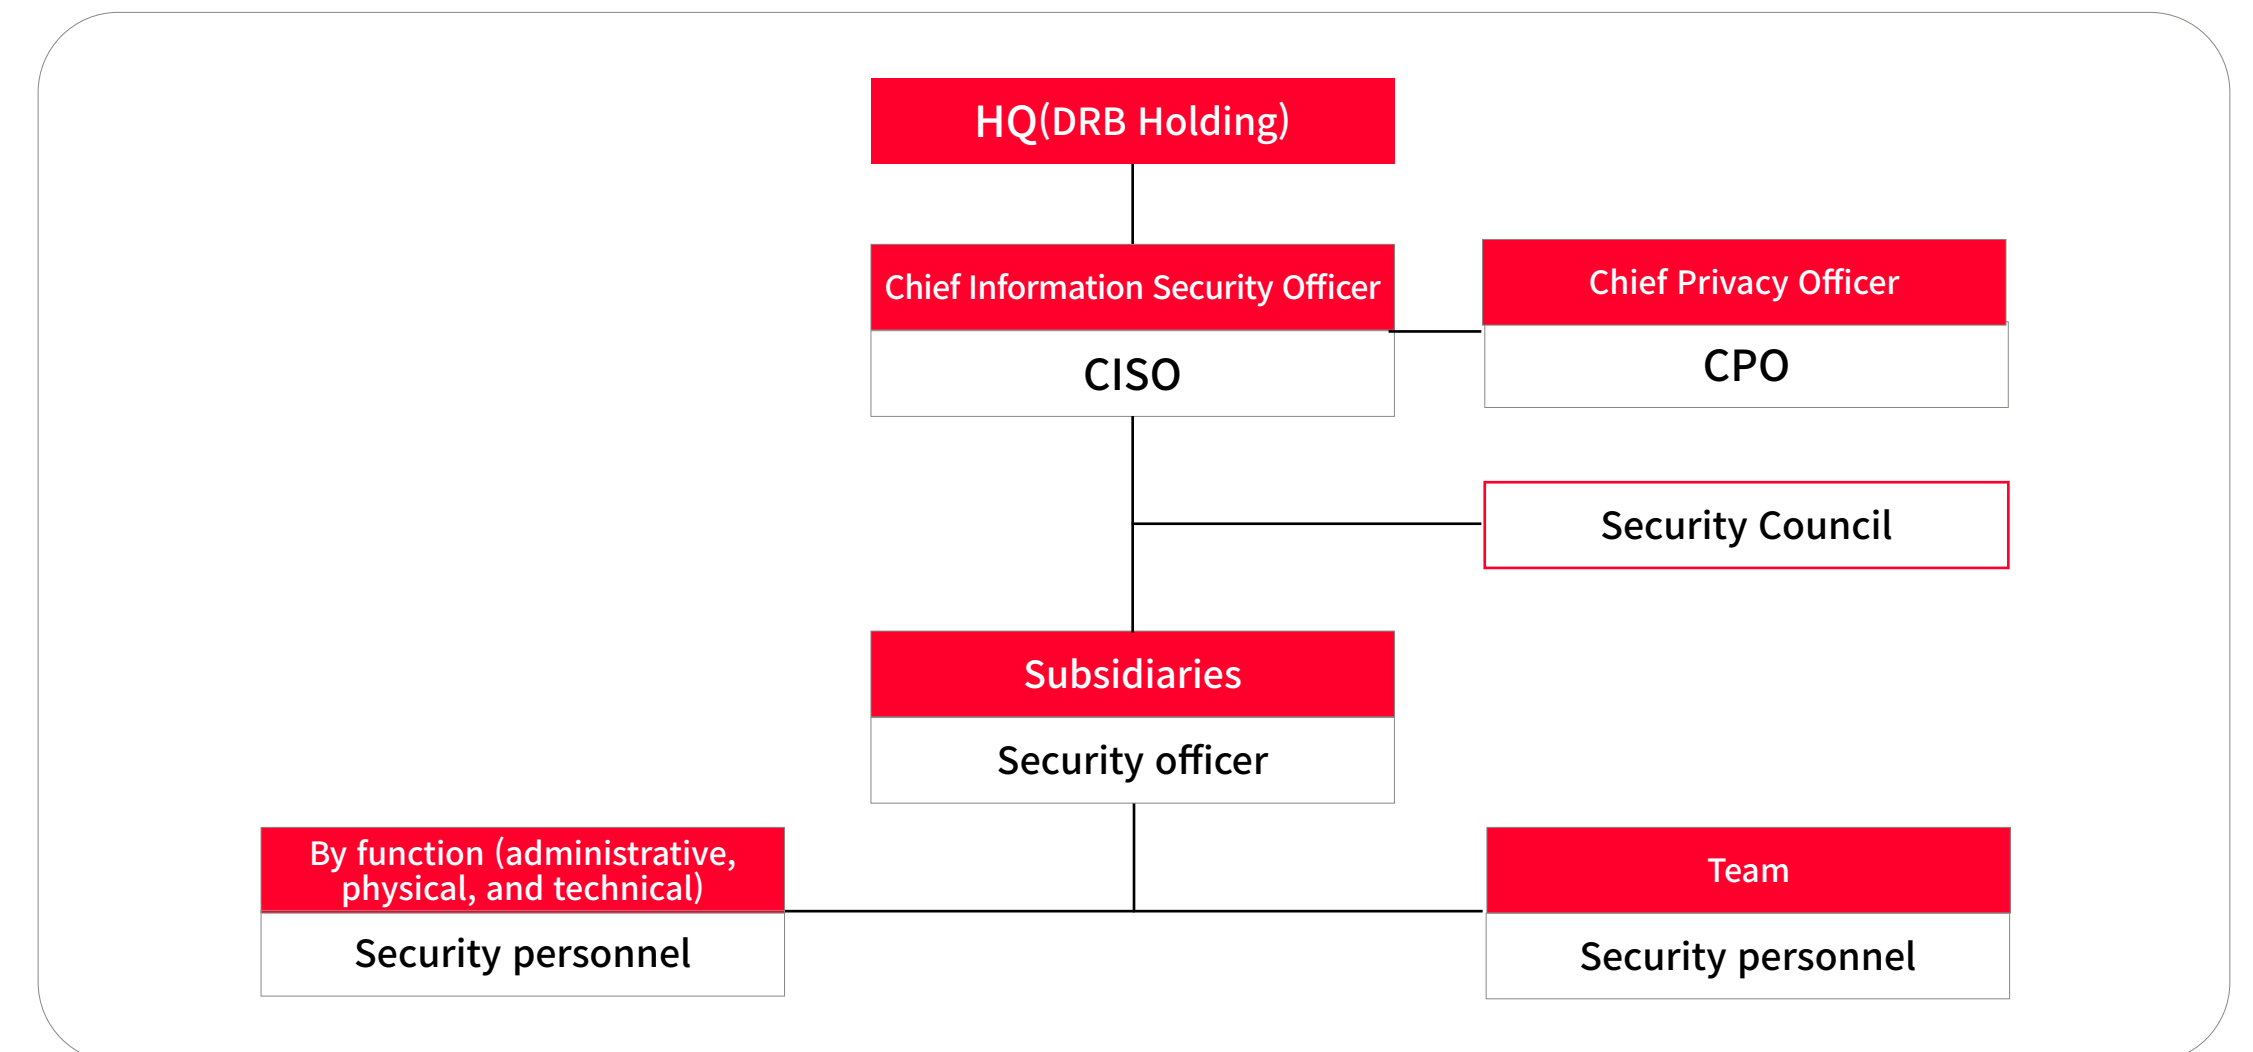 HQ(DRB Holding)
Chief Information Security Officer
CISO
Chief Privacy Officer
CPO
Security Council
Subsidiaries
Security officer
By function (administrative,
physical, and technical)
Security personnel
Team
Security personnel